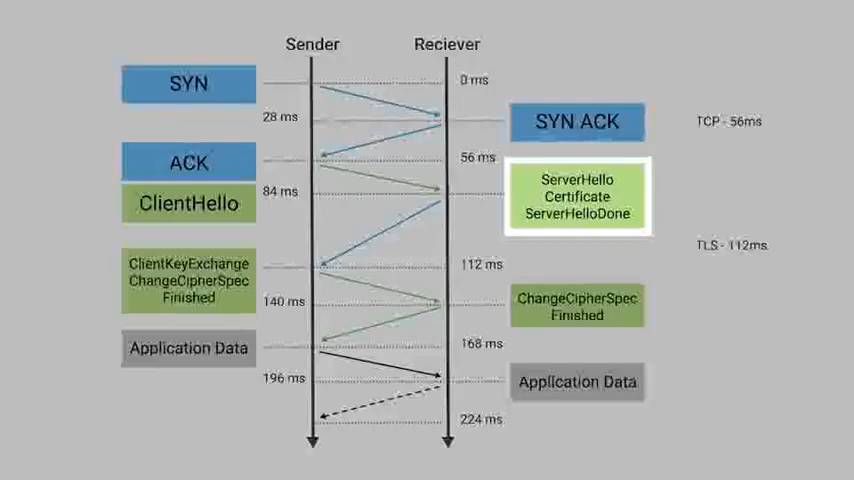 Sender
Reciever
SYN
0 ms
28 ms
SYN ACK
TCP - 56ms
ACK
56 ms
ClientHello
84 ms
ServerHello
Certificate
ServerHelloDone
TLS - 112ms
ClientKeyExchange
ChangeCipherSpec
Finished
112 ms
140 ms
ChangeCipherSpec
Finished
Application Data
168 ms
196 ms
Application Data
224 ms